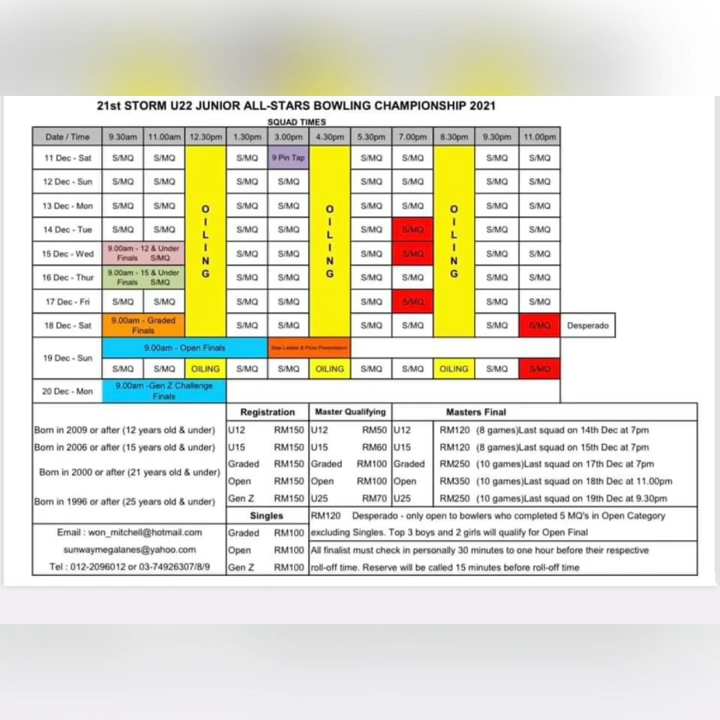 21st STORM U22 JUNIOR ALL-STARS BOWLING CHAMPIONSHIP 2021
SQUAD TIMES
Date / Time 9.30am 11.00am 12.30pm 1.30pm 3.00pm 4.30pm 5.30pm 7.00pm 8.30pm 9.30pm 11.00pm
11 Dec - Sat S/MQ S/MQ OILING S/MQ 9 Pin Tap OILING S/MQ S/MQ OILING S/MQ S/MQ
12 Dec - Sun S/MQ S/MQ S/MQ S/MQ S/MQ S/MQ S/MQ S/MQ
13 Dec - Mon S/MQ S/MQ S/MQ S/MQ S/MQ S/MQ S/MQ S/MQ
14 Dec - Tue S/MQ S/MQ S/MQ S/MQ S/MQ S/MQ S/MQ S/MQ
15 Dec - Wed 9.00am - 12 & Under Finals S/MQ S/MQ S/MQ S/MQ S/MQ S/MQ S/MQ
16 Dec - Thur 9.00am - 15 & Under Finals S/MQ S/MQ S/MQ S/MQ S/MQ S/MQ S/MQ
17 Dec - Fri S/MQ S/MQ S/MQ S/MQ S/MQ S/MQ S/MQ S/MQ
18 Dec - Sat 9.00am - Graded Finals S/MQ S/MQ S/MQ S/MQ S/MQ S/MQ Desperado
19 Dec - Sun 9.00am - Open Finals Step Ladder & Prize Presentation
S/MQ S/MQ OILING S/MQ S/MQ OILING S/MQ S/MQ OILING S/MQ S/MQ
20 Dec - Mon 9.00am -Gen Z Challenge Finals
Registration Master Qualifying Masters Final
Born in 2009 or after (12 years old & under) U12 RM150 U12 RM50 U12 RM120 (8 games)Last squad on 14th Dec at 7pm
Born in 2006 or after (15 years old & under) U15 RM150 U15 RM60 U15 RM120 (8 games)Last squad on 15th Dec at 7pm
Born in 2000 or after (21 years old & under) Graded RM150 Graded RM100 Graded RM250 (10 games)Last squad on 17th Dec at 7pm
Open RM150 Open RM100 Open RM350 (10 games)Last squad on 18th Dec at 11.00pm
Born in 1996 or after (25 years old & under) Gen Z RM150 U25 RM70 U25 RM250 (10 games)Last squad on 19th Dec at 9.30pm
Singles RM120 Desperado - only open to bowlers who completed 5 MQ's in Open Category
Email : won_mitchell@hotmail.com Graded RM100 excluding Singles. Top 3 boys and 2 girls will qualify for Open Final
sunwaymegalanes@yahoo.com Open RM100 All finalist must check in personally 30 minutes to one hour before their respective
Tel : 012-2096012 or 03-74926307/8/9 Gen Z RM100 roll-off time. Reserve will be called 15 minutes before roll-off time